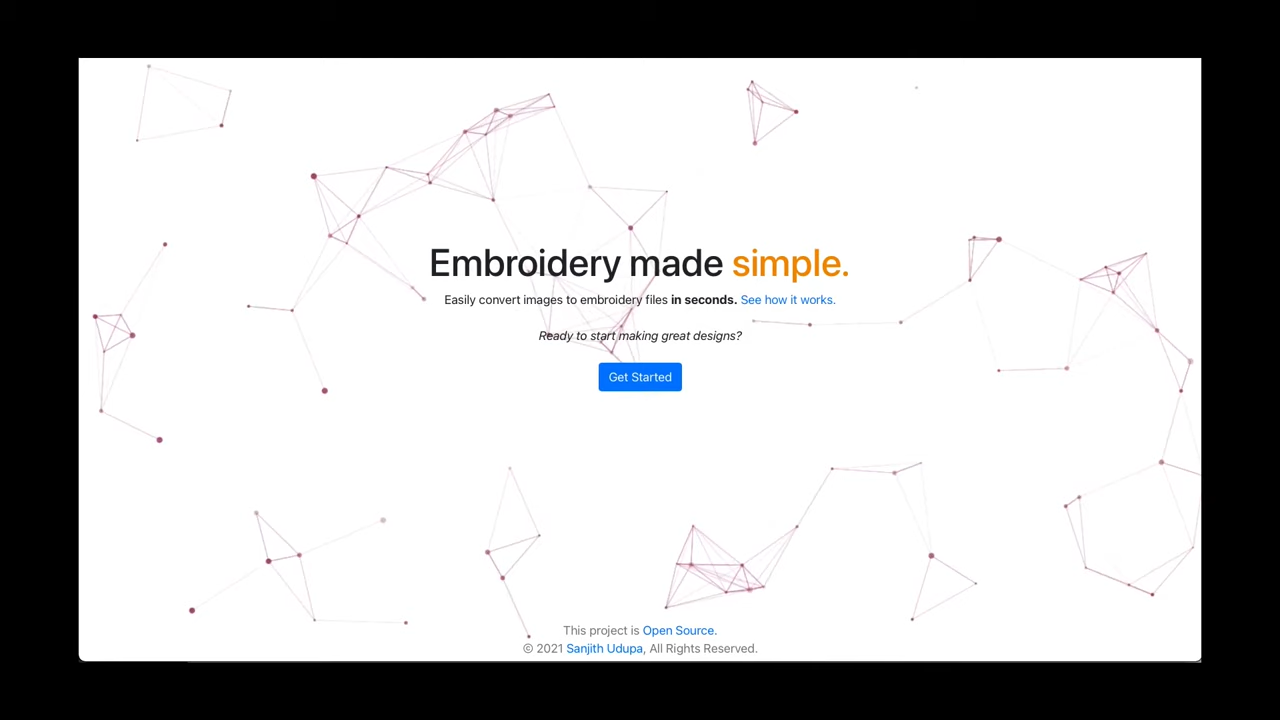 Embroidery made simple.
Easily convert images to embroidery files in seconds. See how it works.
Ready to start making great designs?
Get Started
This project is Open Source.
© 2021 Sanjith Udupa, All Rights Reserved.